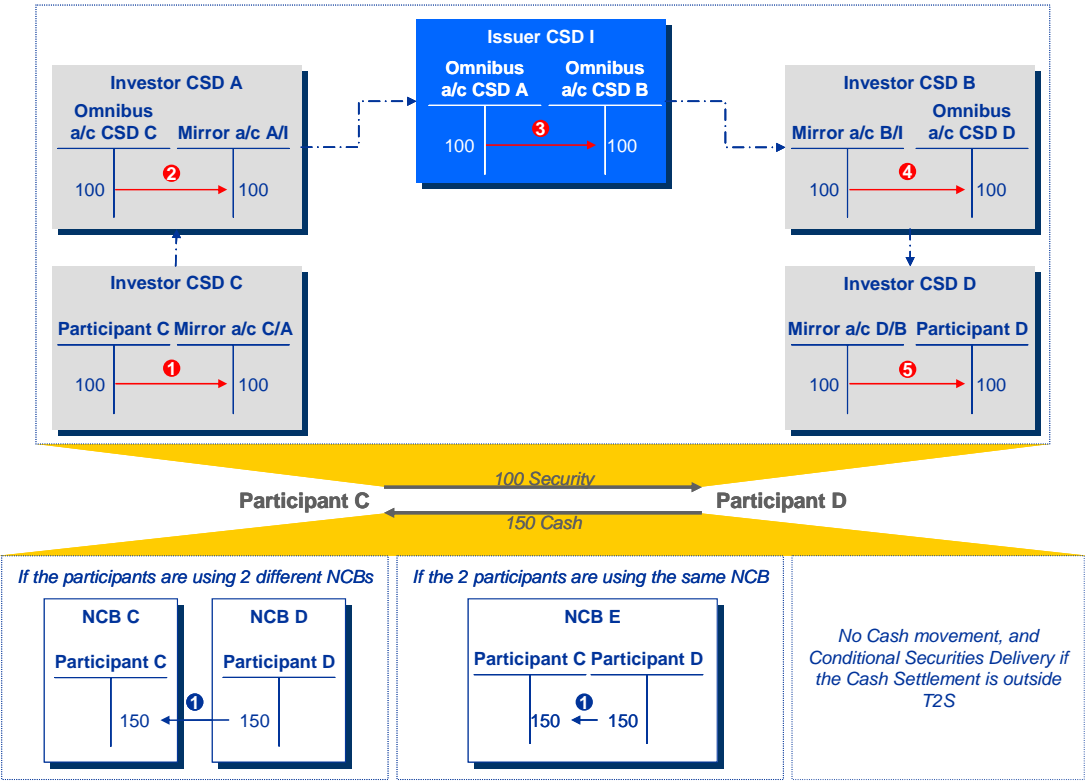 Issuer CSD I
Omnibus a/c CSD A
Omnibus a/c CSD B
100
3
100
Investor CSD A
Omnibus a/c CSD C
Mirror a/c A/I
100
2
100
Investor CSD B
Mirror a/c B/I
Omnibus a/c CSD D
100
4
100
Investor CSD C
Participant C
Mirror a/c C/A
100
1
100
Investor CSD D
Mirror a/c D/B
Participant D
100
5
100
100 Security
Participant C
Participant D
150 Cash
If the participants are using 2 different NCBs
NCB C
Participant C
150
1
NCB D
Participant D
150
If the 2 participants are using the same NCB
NCB E
Participant C
Participant D
150
1
150
No Cash movement, and
Conditional Securities Delivery if
the Cash Settlement is outside
T2S